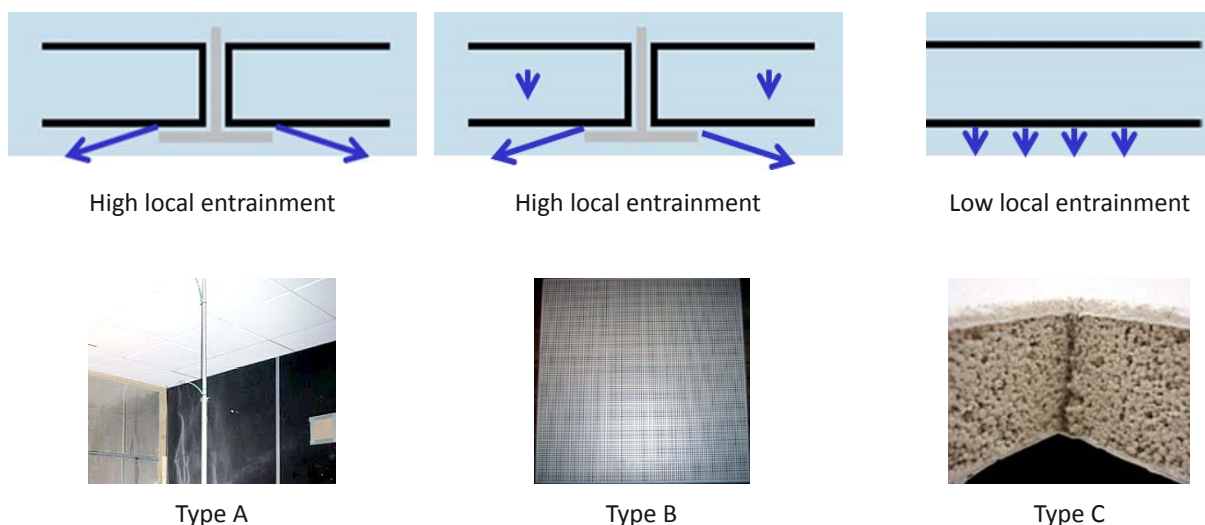 High local entrainment
High local entrainment
Low local entrainment
Type A
Type B
Type C